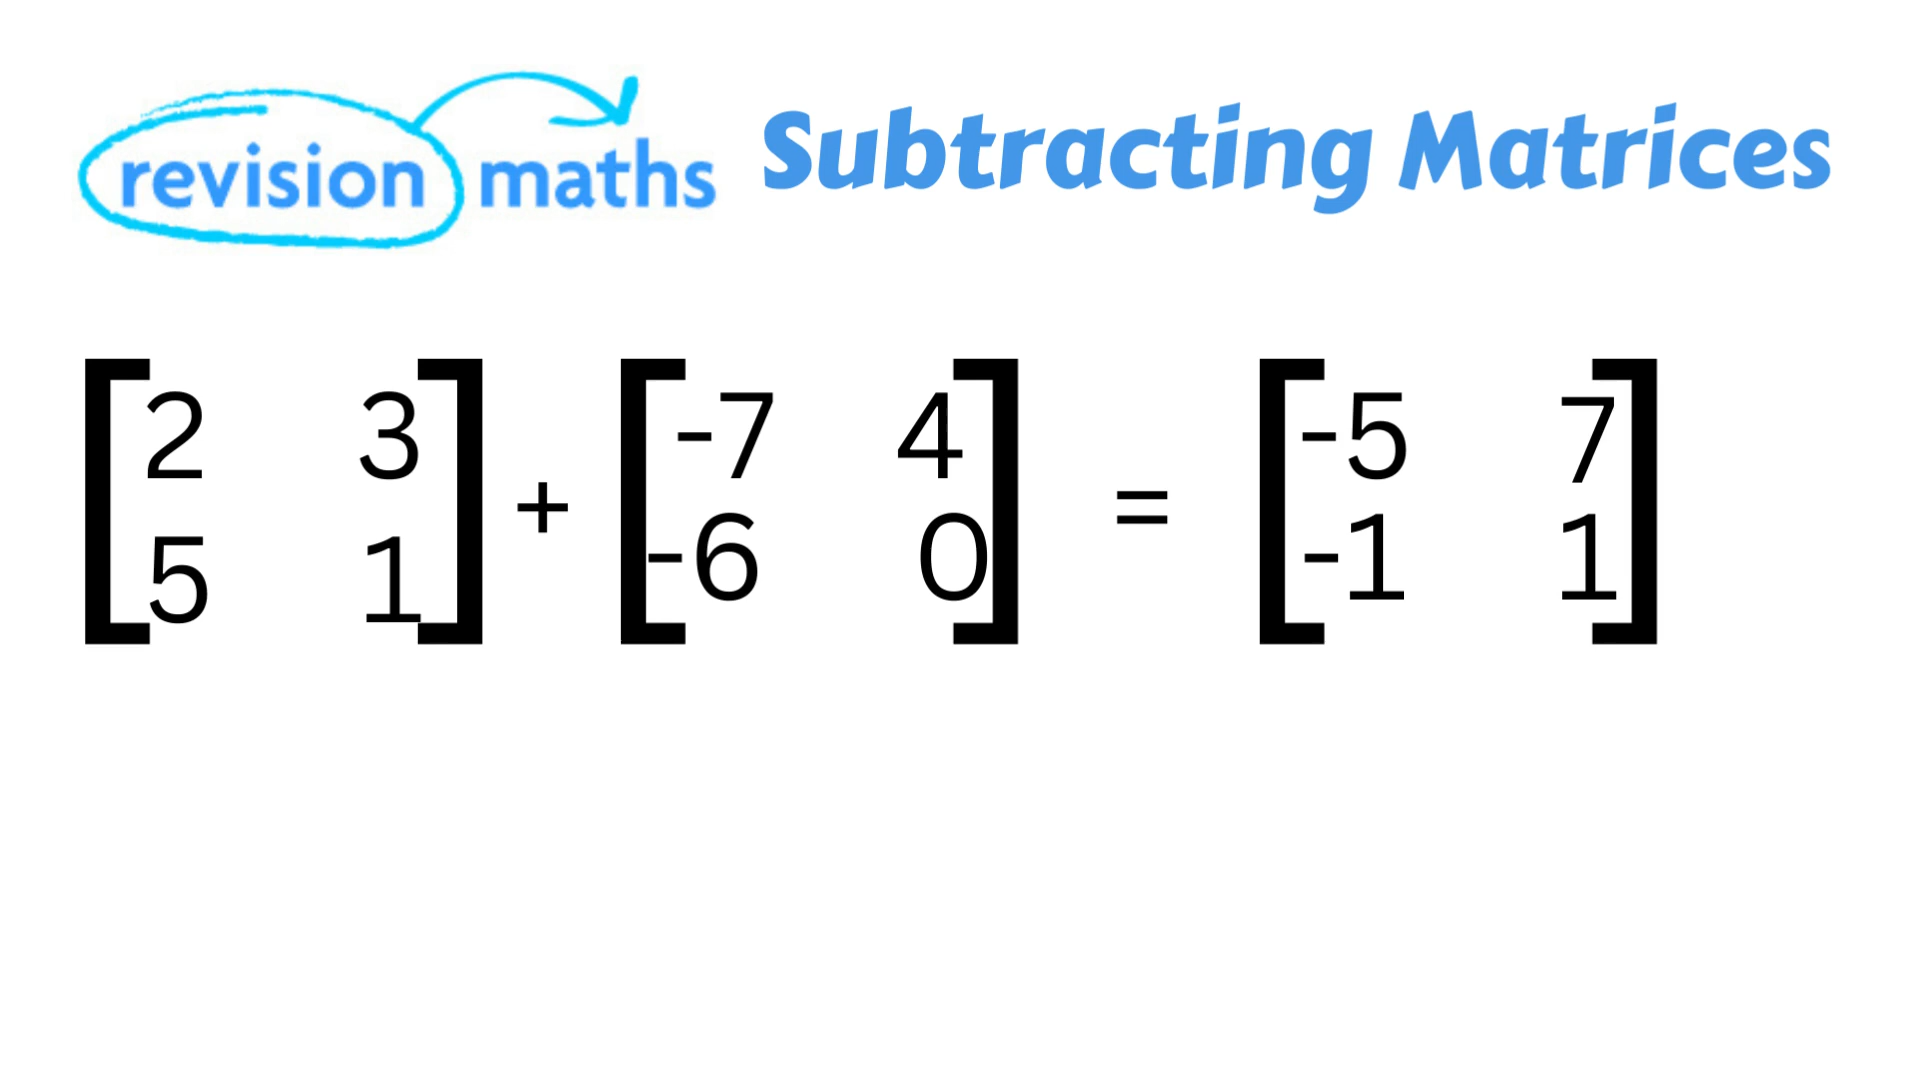 revision maths Subtracting Matrices
[2 3] + [-7 4] = [-5 7]
[5 1] [-6 0] [-1 1]